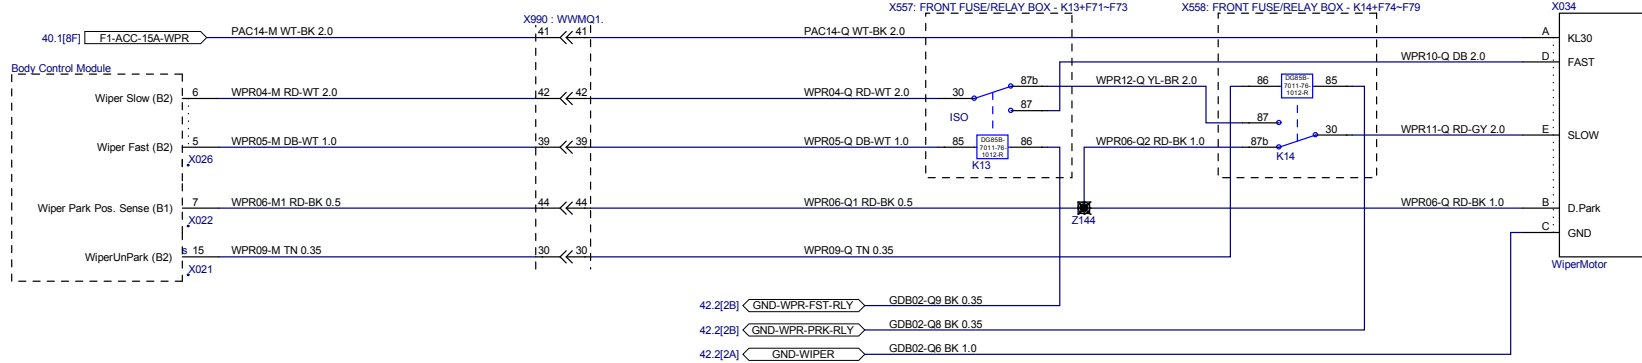 X557: FRONT FUSE/RELAY BOX - K13+F71~F73
X558: FRONT FUSE/RELAY BOX - K14+F74~F79
X034
X990 : WWMQ1.
40.1[8F] F1-ACC-15A-WPR PAC14-M WT-BK 2.0 41 41 PAC14-Q WT-BK 2.0 A KL30
WPR10-Q DB 2.0 D FAST
Body Control Module
Wiper Slow (B2) 6 WPR04-M RD-WT 2.0 42 42 WPR04-Q RD-WT 2.0 30 87b WPR12-Q YL-BR 2.0 86 85
DG85B-
7011-76-
1012-R
87
ISO
87
30 WPR11-Q RD-GY 2.0 E SLOW
Wiper Fast (B2) 5 WPR05-M DB-WT 1.0 39 39 WPR05-Q DB-WT 1.0 85 86 WPR06-Q2 RD-BK 1.0 87b
DG85B-
7011-76-
1012-R
K14
X026
K13
Wiper Park Pos. Sense (B1) 7 WPR06-M1 RD-BK 0.5 44 44 WPR06-Q1 RD-BK 0.5 WPR06-Q RD-BK 1.0 B D.Park
X022
Z144
C GND
WiperUnPark (B2) s 15 WPR09-M TN 0.35 30 30 WPR09-Q TN 0.35
X021
WiperMotor
42.2[2B] GND-WPR-FST-RLY GDB02-Q9 BK 0.35
42.2[2B] GND-WPR-PRK-RLY GDB02-Q8 BK 0.35
42.2[2A] GND-WIPER GDB02-Q6 BK 1.0